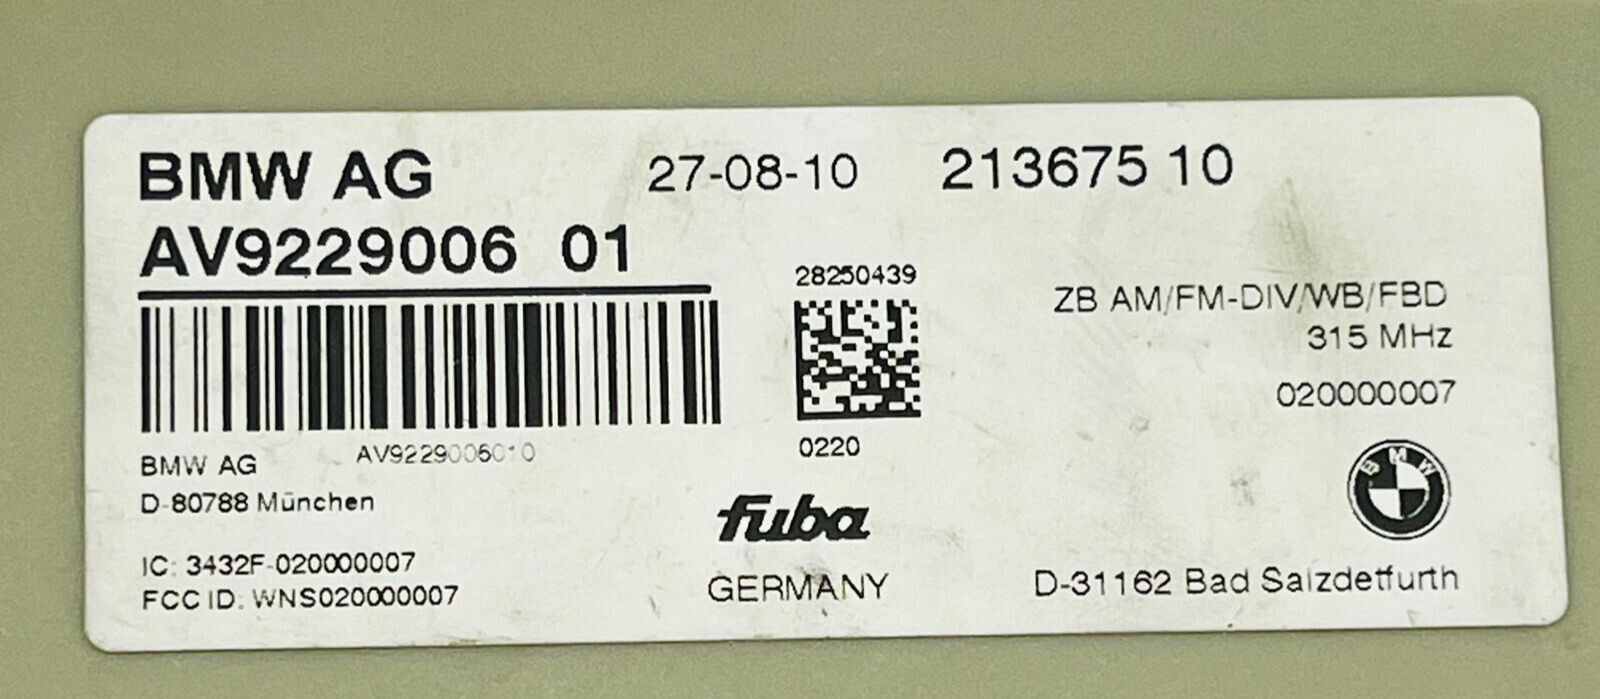 BMW AG 27-08-10 213675 10
AV9229006 01
28250439
ZB AM/FM-DIV/WB/FBD
315 MHz
020000007
AV9229006010
0220
BMW AG
D-80788 München
BMW
fuba
IC: 3432F-020000007
FCC ID: WNS020000007
GERMANY
D-31162 Bad Salzdetfurth